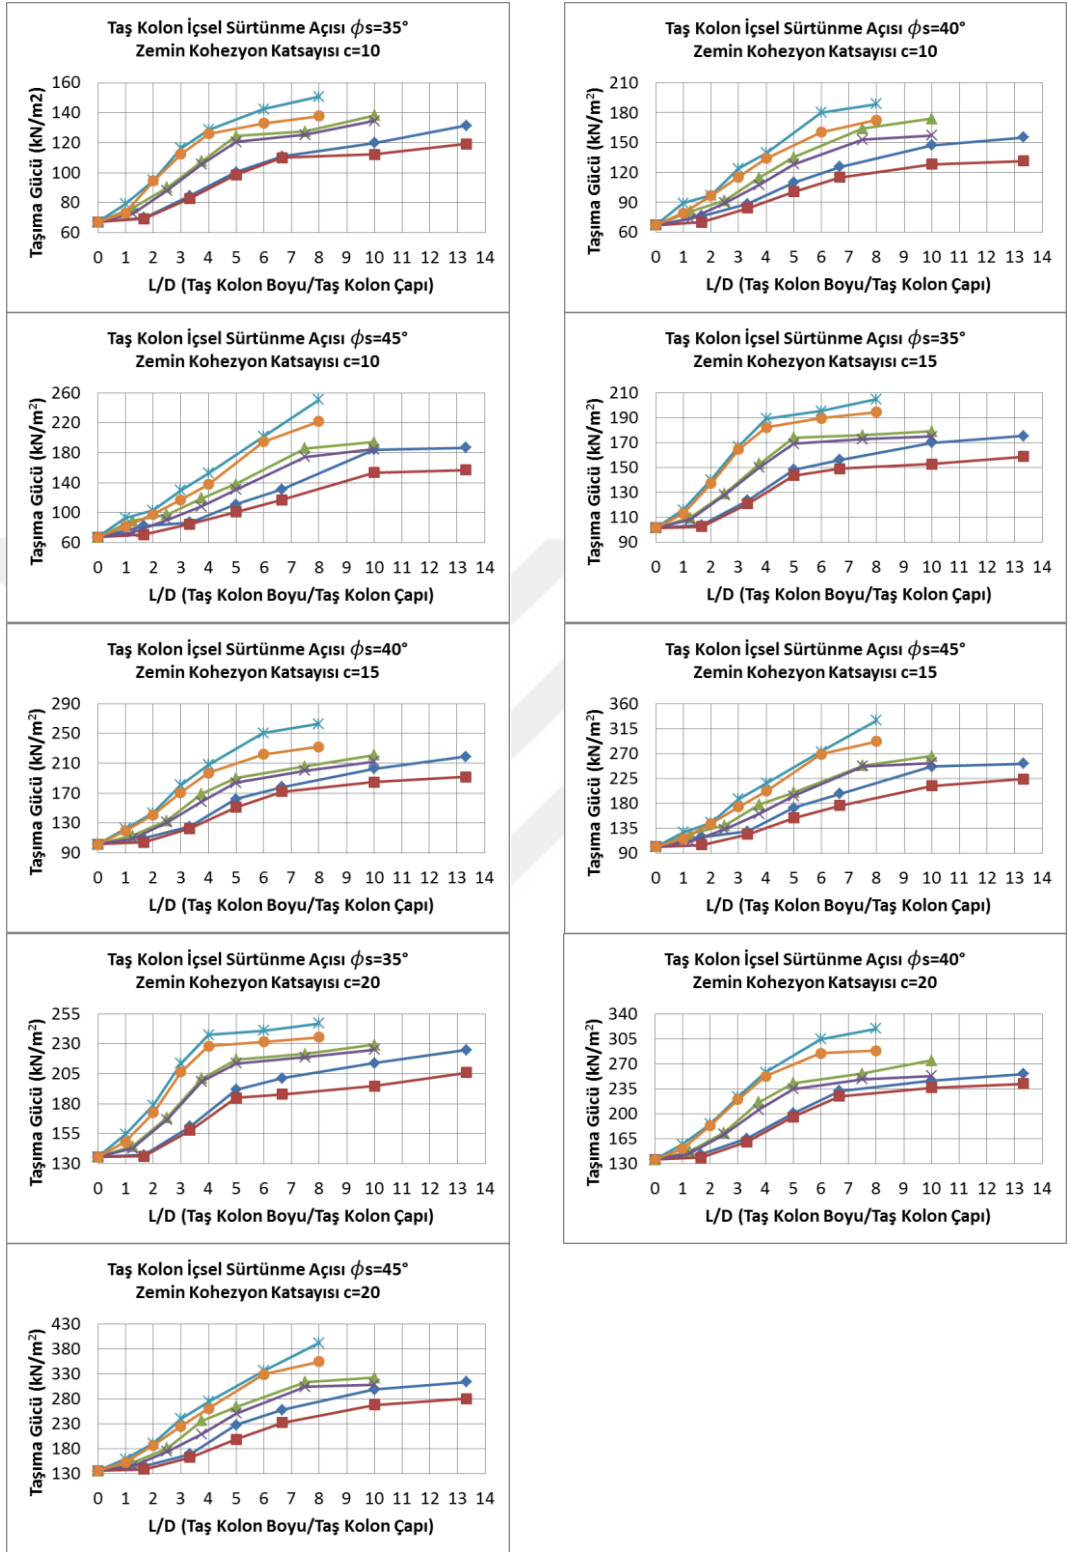 Taş Kolon İçsel Sürtünme Açısı ϕs=35°
Zemin Kohezyon Katsayısı c=10
Taşıma Gücü (kN/m2)
160
140
120
100
80
60
0 1 2 3 4 5 6 7 8 9 10 11 12 13 14
L/D (Taş Kolon Boyu/Taş Kolon Çapı)
Taş Kolon İçsel Sürtünme Açısı ϕs=40°
Zemin Kohezyon Katsayısı c=10
Taşıma Gücü (kN/m²)
210
180
150
120
90
60
0 1 2 3 4 5 6 7 8 9 10 11 12 13 14
L/D (Taş Kolon Boyu/Taş Kolon Çapı)
Taş Kolon İçsel Sürtünme Açısı ϕs=45°
Zemin Kohezyon Katsayısı c=10
Taşıma Gücü (kN/m²)
260
220
180
140
100
60
0 1 2 3 4 5 6 7 8 9 10 11 12 13 14
L/D (Taş Kolon Boyu/Taş Kolon Çapı)
Taş Kolon İçsel Sürtünme Açısı ϕs=35°
Zemin Kohezyon Katsayısı c=15
Taşıma Gücü (kN/m²)
210
190
170
150
130
110
90
0 1 2 3 4 5 6 7 8 9 10 11 12 13 14
L/D (Taş Kolon Boyu/Taş Kolon Çapı)
Taş Kolon İçsel Sürtünme Açısı ϕs=40°
Zemin Kohezyon Katsayısı c=15
Taşıma Gücü (kN/m²)
290
250
210
170
130
90
0 1 2 3 4 5 6 7 8 9 10 11 12 13 14
L/D (Taş Kolon Boyu/Taş Kolon Çapı)
Taş Kolon İçsel Sürtünme Açısı ϕs=45°
Zemin Kohezyon Katsayısı c=15
Taşıma Gücü (kN/m²)
360
315
270
225
180
135
90
0 1 2 3 4 5 6 7 8 9 10 11 12 13 14
L/D (Taş Kolon Boyu/Taş Kolon Çapı)
Taş Kolon İçsel Sürtünme Açısı ϕs=35°
Zemin Kohezyon Katsayısı c=20
Taşıma Gücü (kN/m²)
255
230
205
180
155
130
0 1 2 3 4 5 6 7 8 9 10 11 12 13 14
L/D (Taş Kolon Boyu/Taş Kolon Çapı)
Taş Kolon İçsel Sürtünme Açısı ϕs=40°
Zemin Kohezyon Katsayısı c=20
Taşıma Gücü (kN/m²)
340
305
270
235
200
165
130
0 1 2 3 4 5 6 7 8 9 10 11 12 13 14
L/D (Taş Kolon Boyu/Taş Kolon Çapı)
Taş Kolon İçsel Sürtünme Açısı ϕs=45°
Zemin Kohezyon Katsayısı c=20
Taşıma Gücü (kN/m²)
430
380
330
280
230
180
130
0 1 2 3 4 5 6 7 8 9 10 11 12 13 14
L/D (Taş Kolon Boyu/Taş Kolon Çapı)